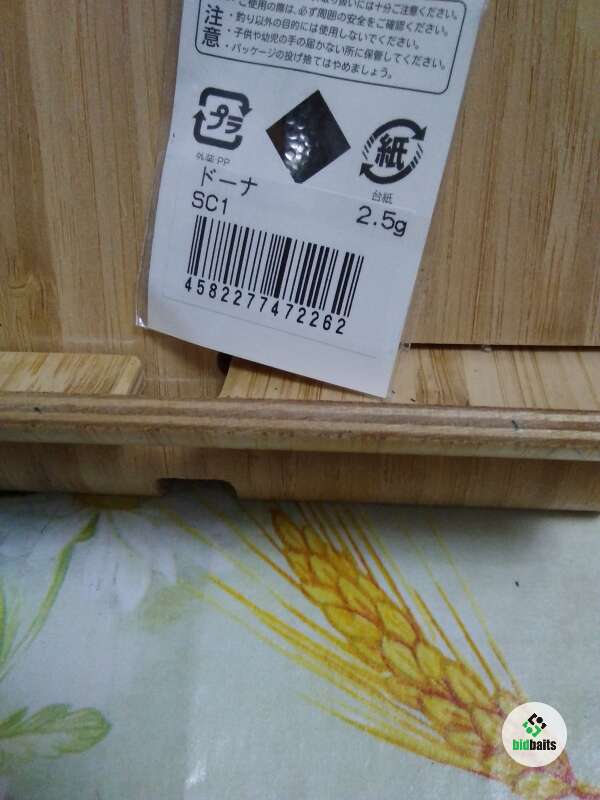 ご使用の際は、必ず周囲の安全をご確認ください。
注意
・釣り以外の目的には使用しないでください。
・子供や幼児の手の届かない所に保管してください。
・パッケージの投げ捨てはやめましょう。
プラ
紙
外装:PP
台紙
ドーナ
SC1
2.5g
4582277472262
bidbaits